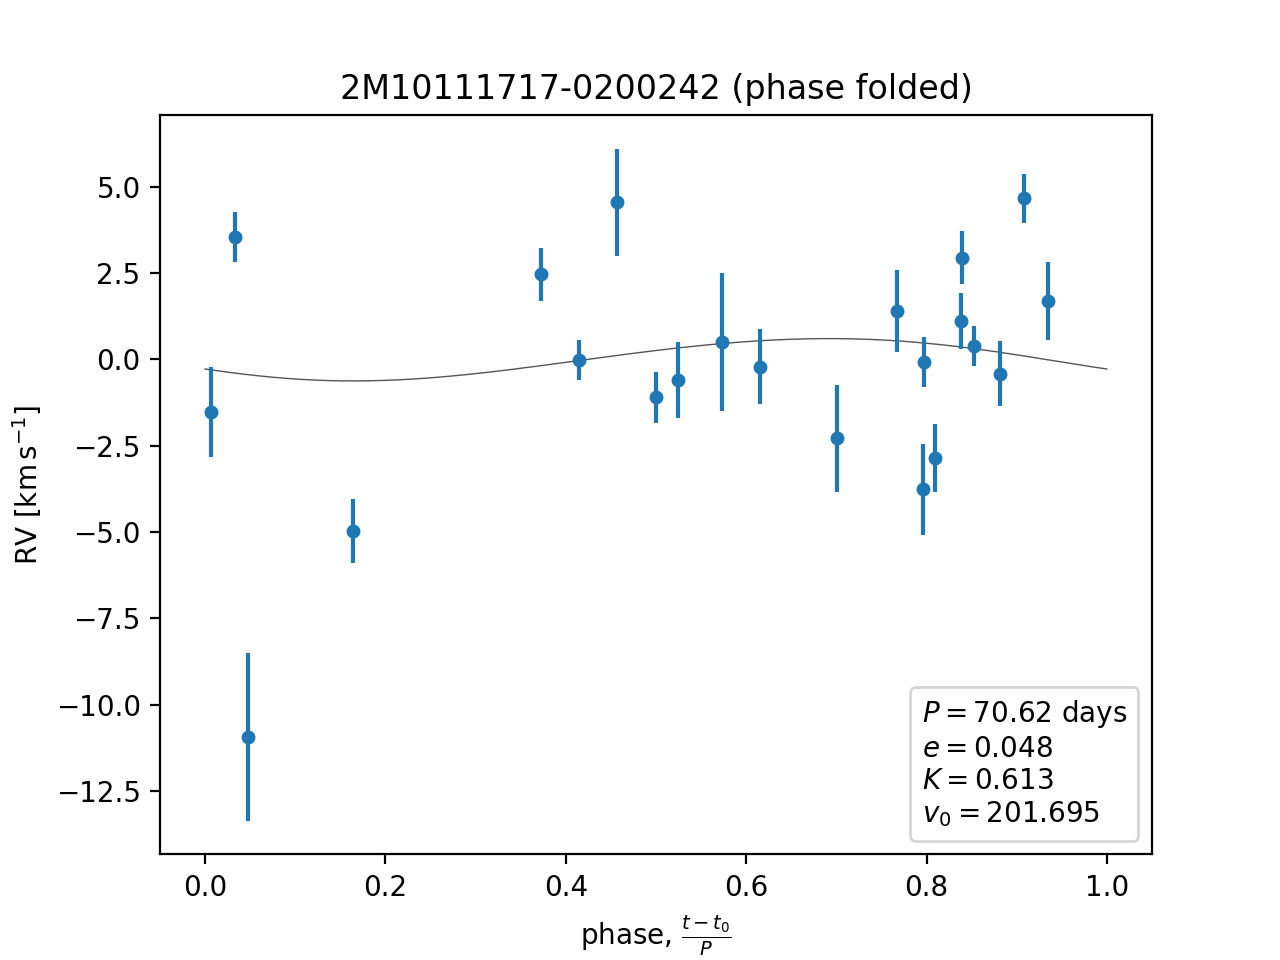 2M10111717-0200242 (phase folded)
RV [km s⁻¹]
5.0
2.5
0.0
−2.5
−5.0
−7.5
−10.0
−12.5
P = 70.62 days
e = 0.048
K = 0.613
v₀ = 201.695
0.0 0.2 0.4 0.6 0.8 1.0
phase, (t − t₀)/P